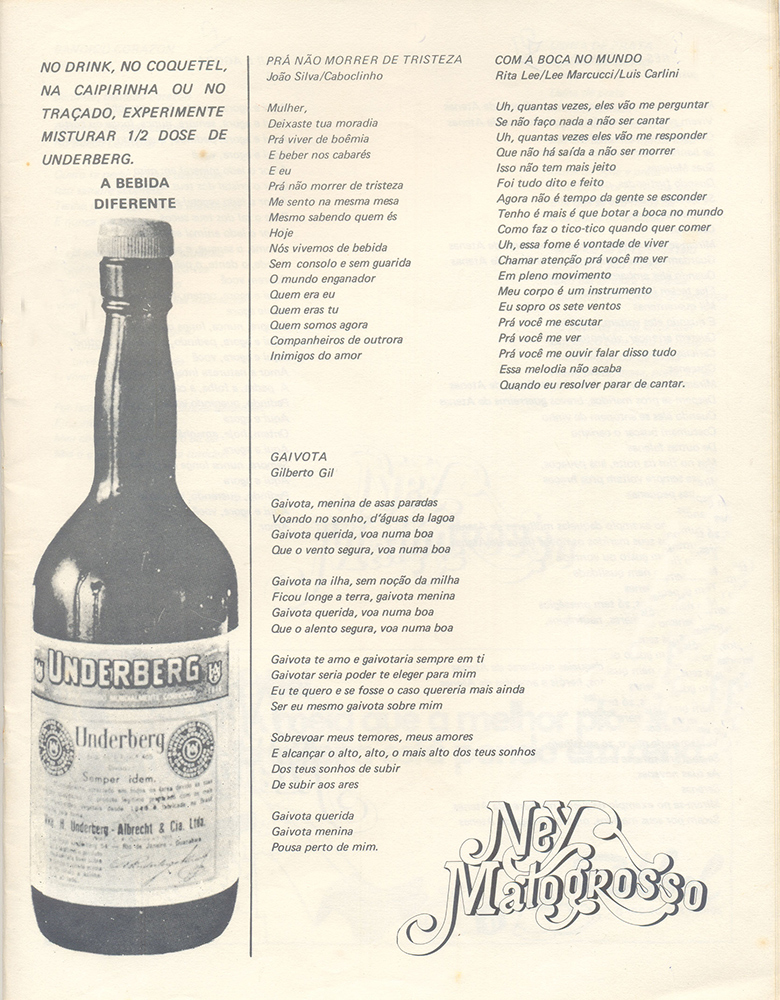 NO DRINK, NO COQUETEL,
NA CAIPIRINHA OU NO
TRAÇADO, EXPERIMENTE
MISTURAR 1/2 DOSE DE
UNDERBERG.
A BEBIDA
DIFERENTE
UNDERBERG
MUNDIALMENTE CONHECIDO
Underberg
Semper idem.
H. Underberg - Albrecht & Cia. Ltda.
Rio de Janeiro - Guanabara
PRÁ NÃO MORRER DE TRISTEZA
João Silva/Caboclinho
Mulher,
Deixaste tua moradia
Prá viver de boêmia
E beber nos cabarés
E eu
Prá não morrer de tristeza
Me sento na mesma mesa
Mesmo sabendo quem és
Hoje
Nós vivemos de bebida
Sem consolo e sem guarida
O mundo enganador
Quem era eu
Quem eras tu
Quem somos agora
Companheiros de outrora
Inimigos do amor
COM A BOCA NO MUNDO
Rita Lee/Lee Marcucci/Luis Carlini
Uh, quantas vezes, eles vão me perguntar
Se não faço nada a não ser cantar
Uh, quantas vezes eles vão me responder
Que não há saída a não ser morrer
Isso não tem mais jeito
Foi tudo dito e feito
Agora não é tempo da gente se esconder
Tenho é mais é que botar a boca no mundo
Como faz o tico-tico quando quer comer
Uh, essa fome é vontade de viver
Chamar atenção prá você me ver
Em pleno movimento
Meu corpo é um instrumento
Eu sopro os sete ventos
Prá você me escutar
Prá você me ver
Prá você me ouvir falar disso tudo
Essa melodia não acaba
Quando eu resolver parar de cantar.
GAIVOTA
Gilberto Gil
Gaivota, menina de asas paradas
Voando no sonho, d'águas da lagoa
Gaivota querida, voa numa boa
Que o vento segura, voa numa boa
Gaivota na ilha, sem noção da milha
Ficou longe a terra, gaivota menina
Gaivota querida, voa numa boa
Que o alento segura, voa numa boa
Gaivota te amo e gaivotaria sempre em ti
Gaivotar seria poder te eleger para mim
Eu te quero e se fosse o caso quereria mais ainda
Ser eu mesmo gaivota sobre mim
Sobrevoar meus temores, meus amores
E alcançar o alto, alto, o mais alto dos teus sonhos
Dos teus sonhos de subir
De subir aos ares
Gaivota querida
Gaivota menina
Pousa perto de mim.
Ney
Matogrosso